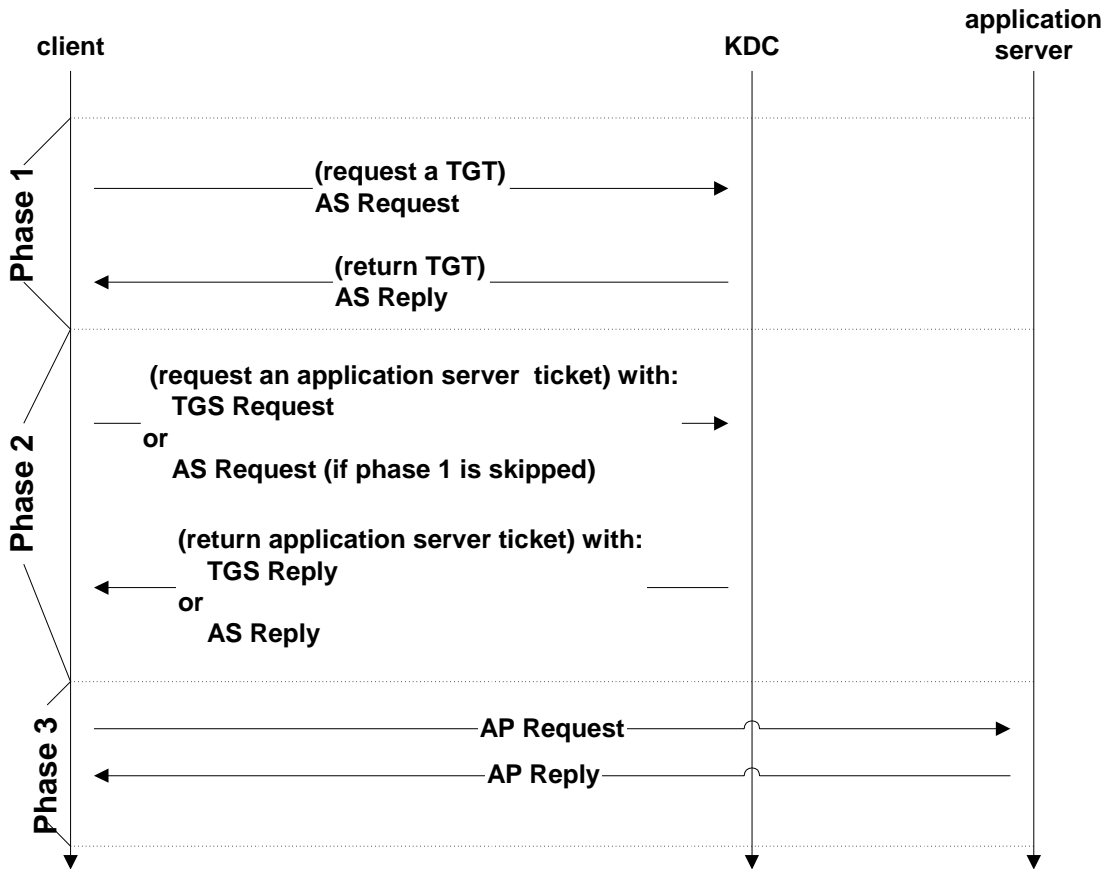 client
KDC
application
server
Phase 1
(request a TGT)
AS Request
(return TGT)
AS Reply
Phase 2
(request an application server ticket) with:
TGS Request
or
AS Request (if phase 1 is skipped)
(return application server ticket) with:
TGS Reply
or
AS Reply
Phase 3
AP Request
AP Reply